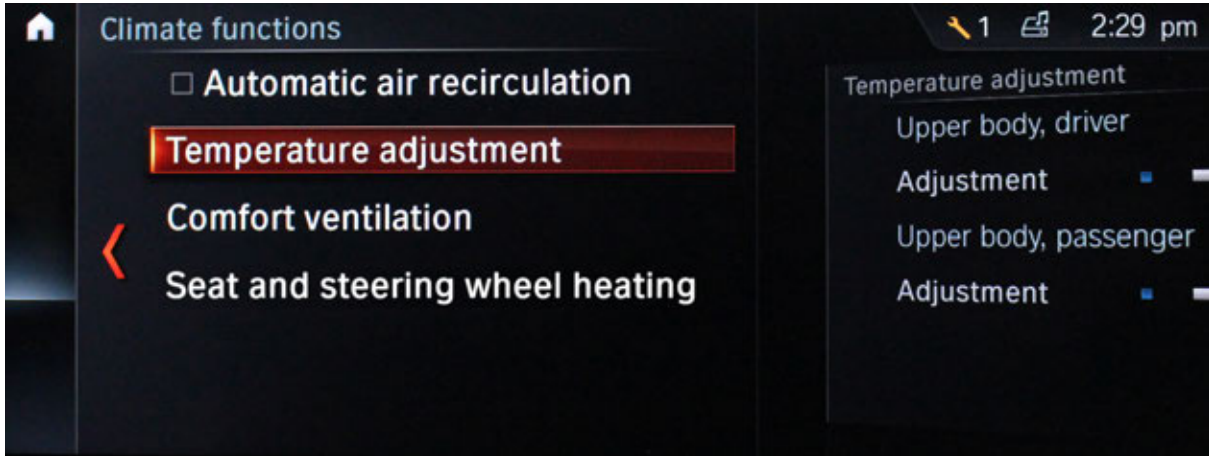 Climate functions
1 2:29 pm
Automatic air recirculation
Temperature adjustment
Comfort ventilation
Seat and steering wheel heating
Temperature adjustment
Upper body, driver
Adjustment
Upper body, passenger
Adjustment